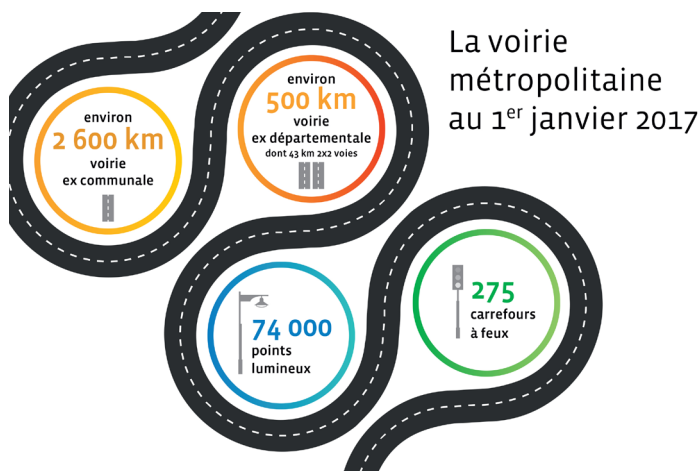 La voirie
métropolitaine
au 1er janvier 2017
environ
2 600 km
voirie
ex communale
environ
500 km
voirie
ex départementale
dont 43 km 2x2 voies
74 000
points
lumineux
275
carrefours
à feux